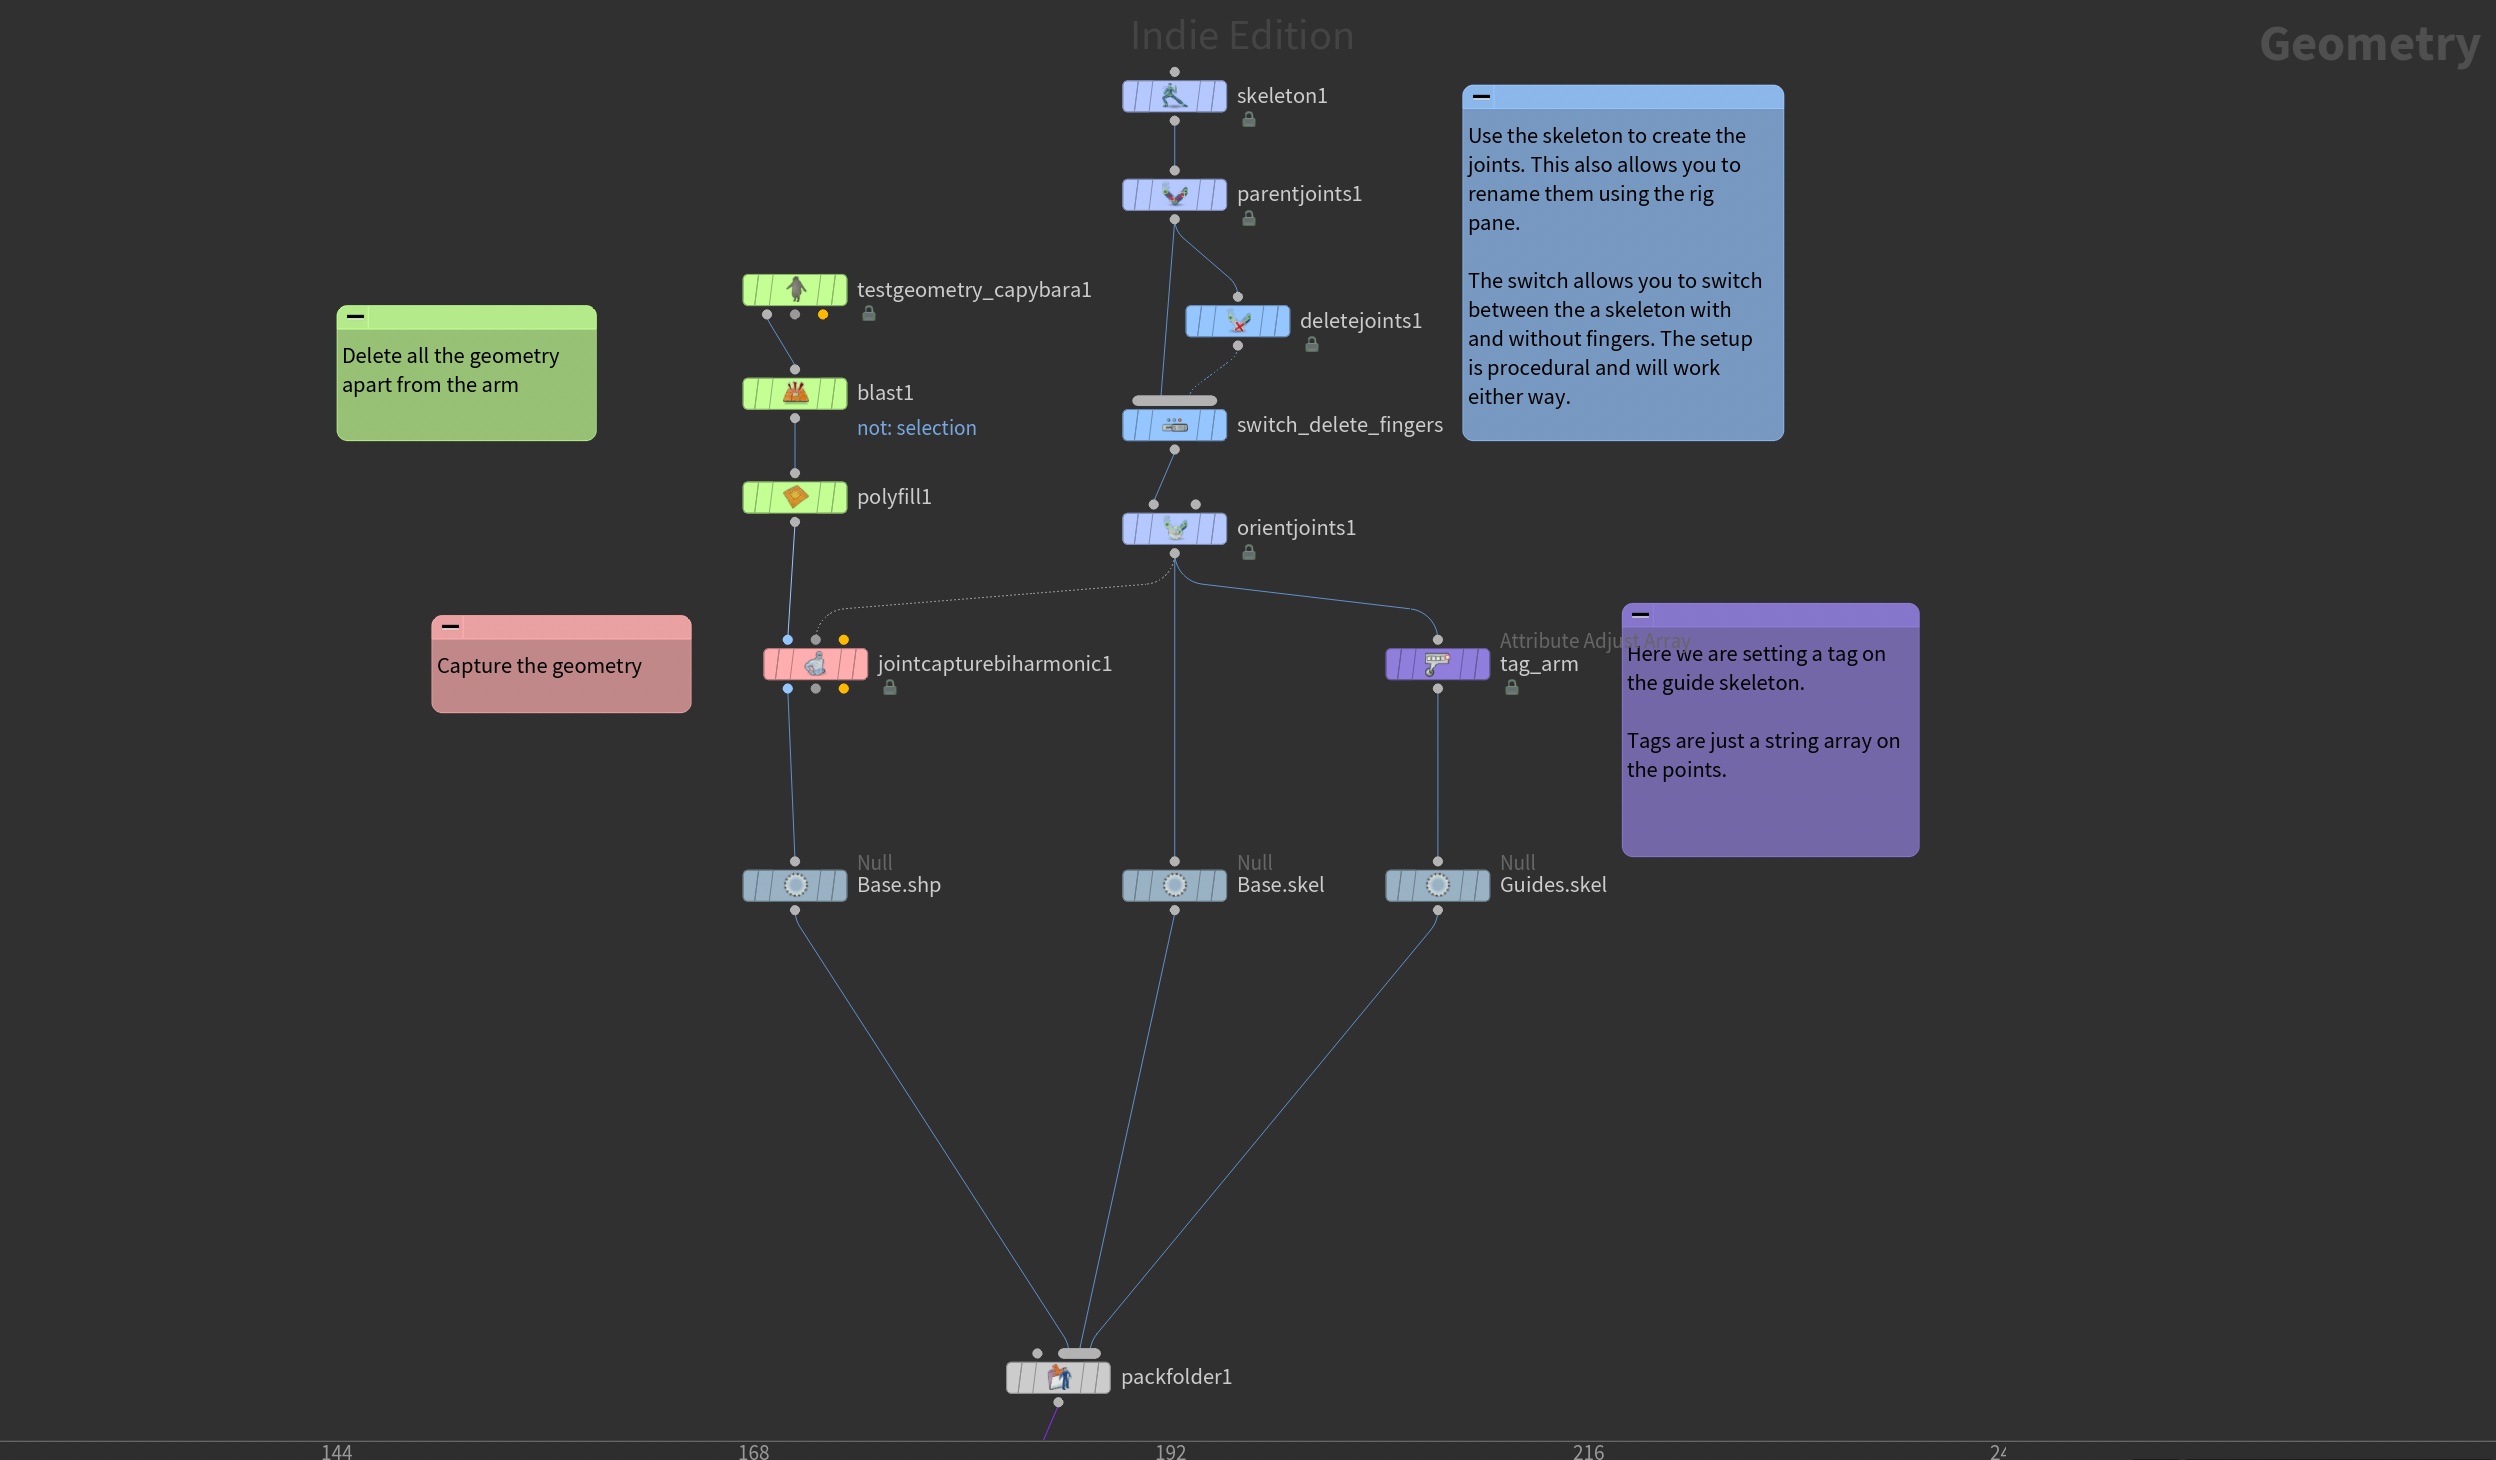 Indie Edition
Geometry
skeleton1
Use the skeleton to create the
joints. This also allows you to
rename them using the rig
pane.
The switch allows you to switch
between the a skeleton with
and without fingers. The setup
is procedural and will work
either way.
parentjoints1
testgeometry_capybara1
deletejoints1
Delete all the geometry
apart from the arm
blast1
not: selection
switch_delete_fingers
polyfill1
orientjoints1
Capture the geometry
jointcapturebiharmonic1
Attribute Adjust Array
tag_arm
Here we are setting a tag on
the guide skeleton.
Tags are just a string array on
the points.
Null
Base.shp
Null
Base.skel
Null
Guides.skel
packfolder1
144
168
192
216